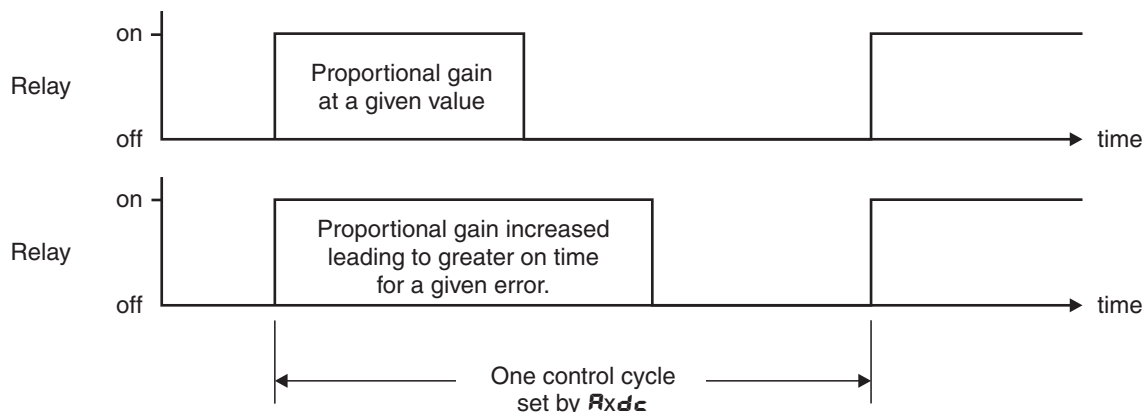 on
Relay
Proportional gain
at a given value
off
time
on
Relay
Proportional gain increased
leading to greater on time
for a given error.
off
time
One control cycle
set by Axdc